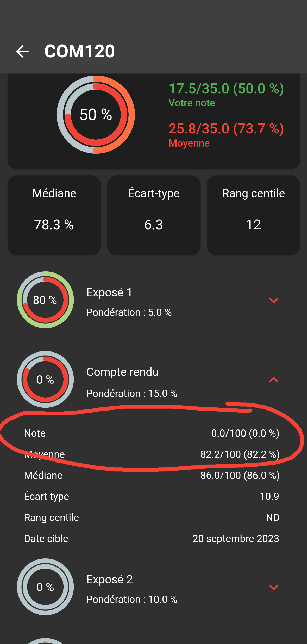 COM120
50 %
17.5/35.0 (50.0 %)
Votre note
25.8/35.0 (73.7 %)
Moyenne
Médiane
78.3 %
Écart-type
6.3
Rang centile
12
80 %
Exposé 1
Pondération : 5.0 %
0 %
Compte rendu
Pondération : 15.0 %
Note 0.0/100 (0.0 %)
Moyenne 82.2/100 (82.2 %)
Médiane 86.0/100 (86.0 %)
Écart type 10.9
Rang centile ND
Date cible 20 septembre 2023
0 %
Exposé 2
Pondération : 10.0 %